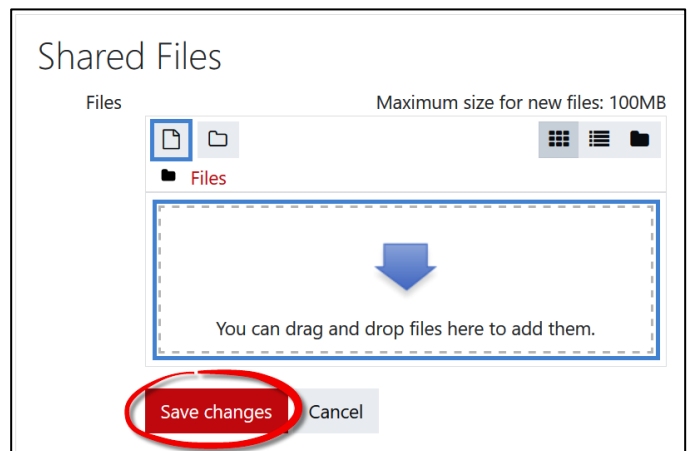 Shared Files
Files Maximum size for new files: 100MB
Files
You can drag and drop files here to add them.
Save changes Cancel